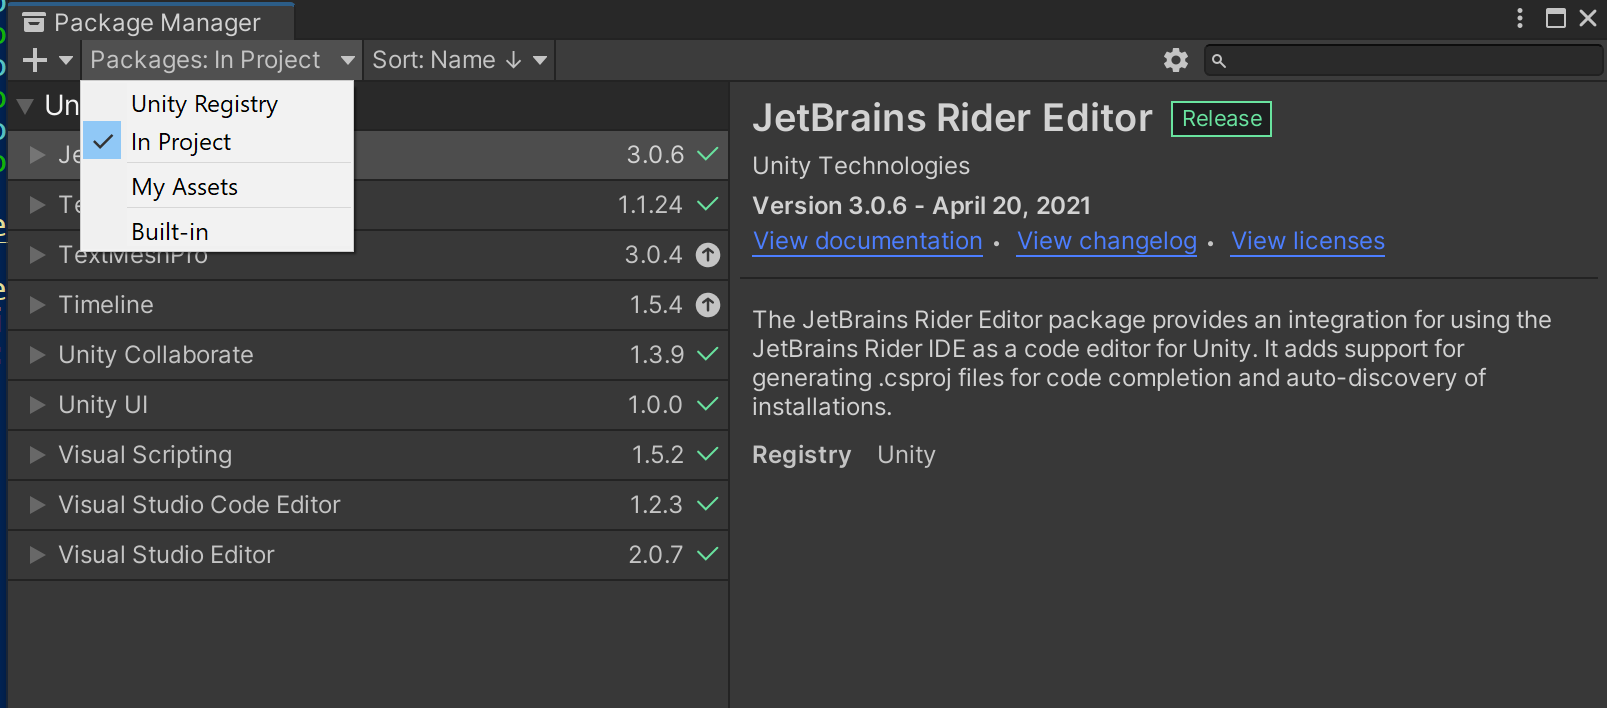 Package Manager
Packages: In Project
Sort: Name ↓
Unity Registry
In Project
My Assets
Built-in
Un
Je
3.0.6
Te
1.1.24
TextMeshPro
3.0.4
Timeline
1.5.4
Unity Collaborate
1.3.9
Unity UI
1.0.0
Visual Scripting
1.5.2
Visual Studio Code Editor
1.2.3
Visual Studio Editor
2.0.7
JetBrains Rider Editor Release
Unity Technologies
Version 3.0.6 - April 20, 2021
View documentation • View changelog • View licenses
The JetBrains Rider Editor package provides an integration for using the
JetBrains Rider IDE as a code editor for Unity. It adds support for
generating .csproj files for code completion and auto-discovery of
installations.
Registry Unity